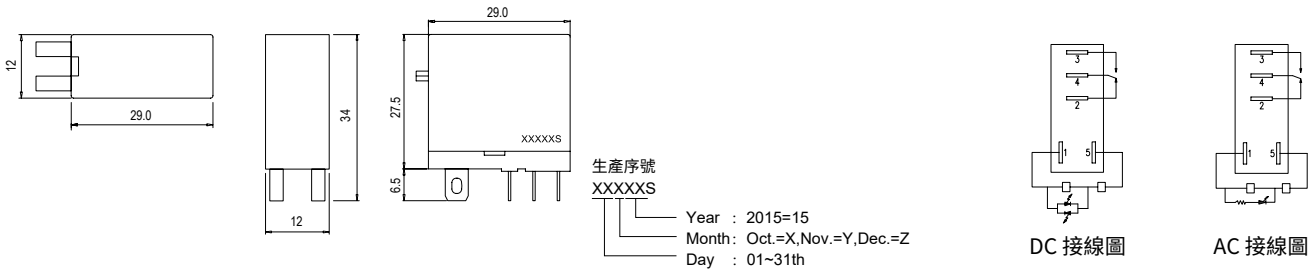 29.0
12
29.0
34
12
27.5
6.5
XXXXXS
生產序號
XXXXXS
Year : 2015=15
Month: Oct.=X,Nov.=Y,Dec.=Z
Day : 01~31th
3
4
2
1 5
DC 接線圖
3
4
2
1 5
AC 接線圖